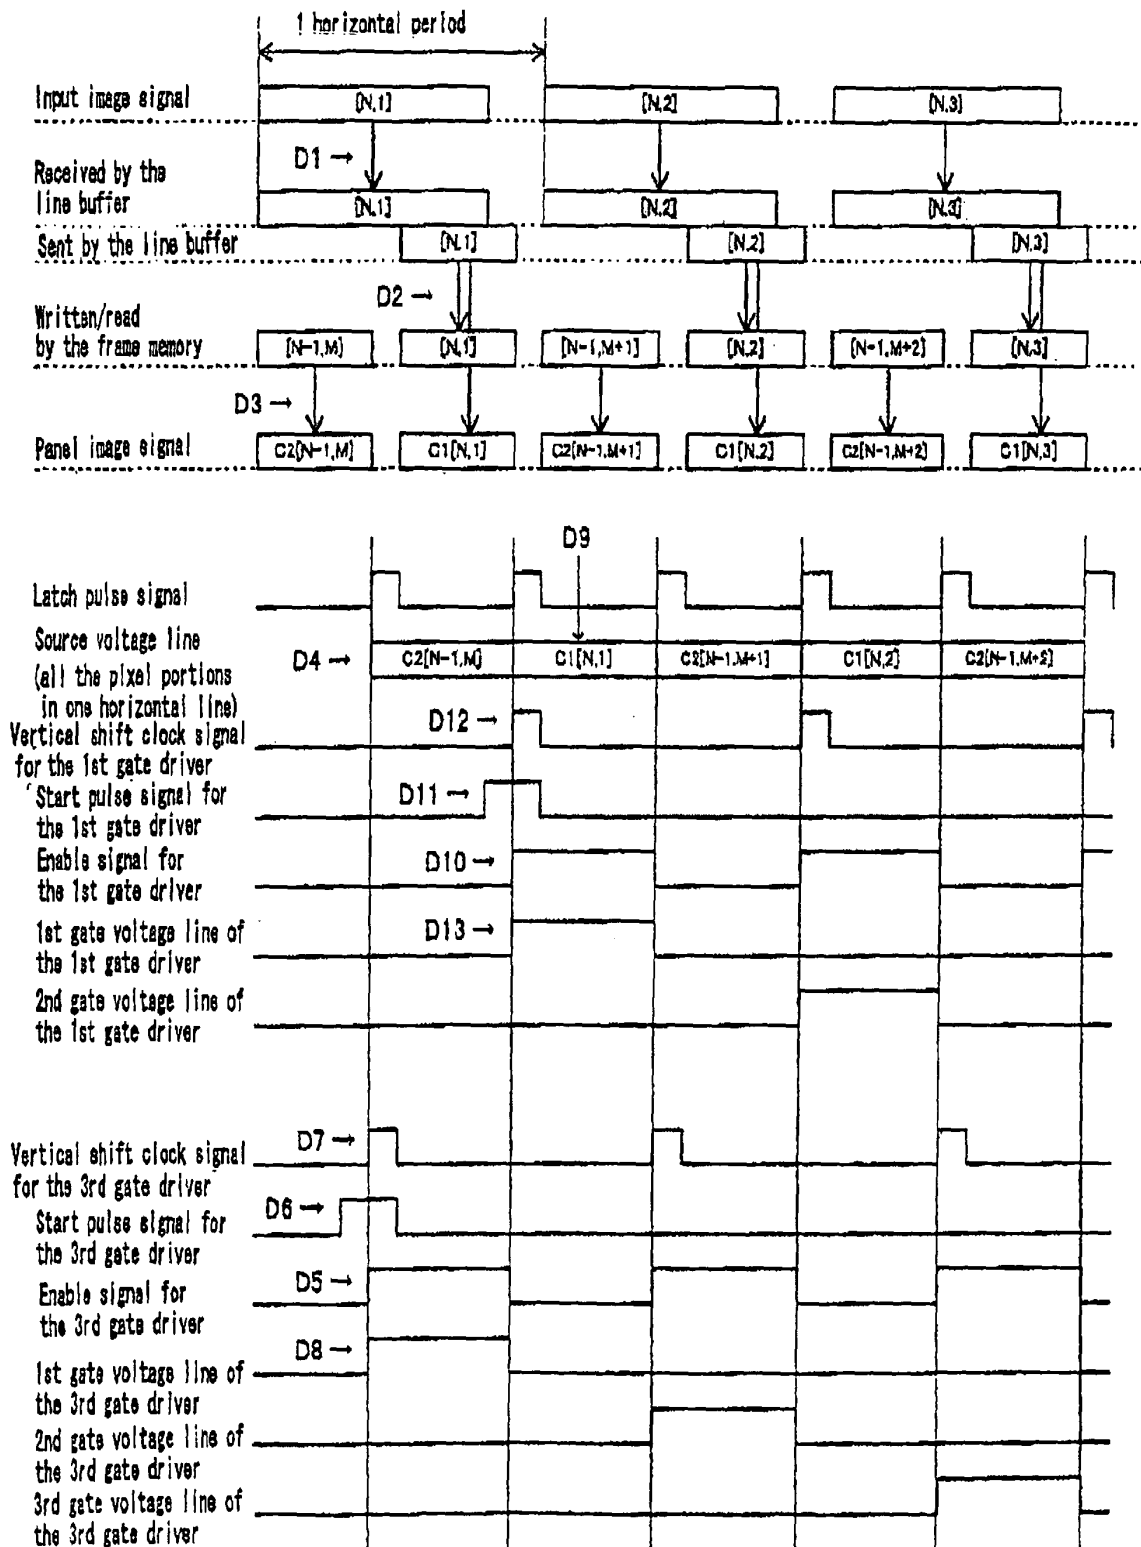 1 horizontal period
Input image signal
[N,1]
[N,2]
[N,3]
D1 →
Received by the
line buffer
[N,1]
[N,2]
[N,3]
Sent by the line buffer
[N,1]
[N,2]
[N,3]
D2 →
Written/read
by the frame memory
[N-1,M)
[N,1]
[N-1,M+1]
[N,2]
[N-1,M+2]
[N,3]
D3 →
Panel image signal
C2[N-1,M]
C1[N,1]
C2[N-1,M+1]
C1[N,2]
C2[N-1,M+2]
C1[N,3]
D9
Latch pulse signal
Source voltage line
(all the pixel portions
in one horizontal line)
D4 →
C2[N-1,M]
C1[N,1]
C2[N-1,M+1]
C1[N,2]
C2[N-1,M+2]
Vertical shift clock signal
for the 1st gate driver
D12 →
Start pulse signal for
the 1st gate driver
D11 →
Enable signal for
the 1st gate driver
D10 →
1st gate voltage line of
the 1st gate driver
D13 →
2nd gate voltage line of
the 1st gate driver
D7 →
Vertical shift clock signal
for the 3rd gate driver
D6 →
Start pulse signal for
the 3rd gate driver
D5 →
Enable signal for
the 3rd gate driver
D8 →
1st gate voltage line of
the 3rd gate driver
2nd gate voltage line of
the 3rd gate driver
3rd gate voltage line of
the 3rd gate driver